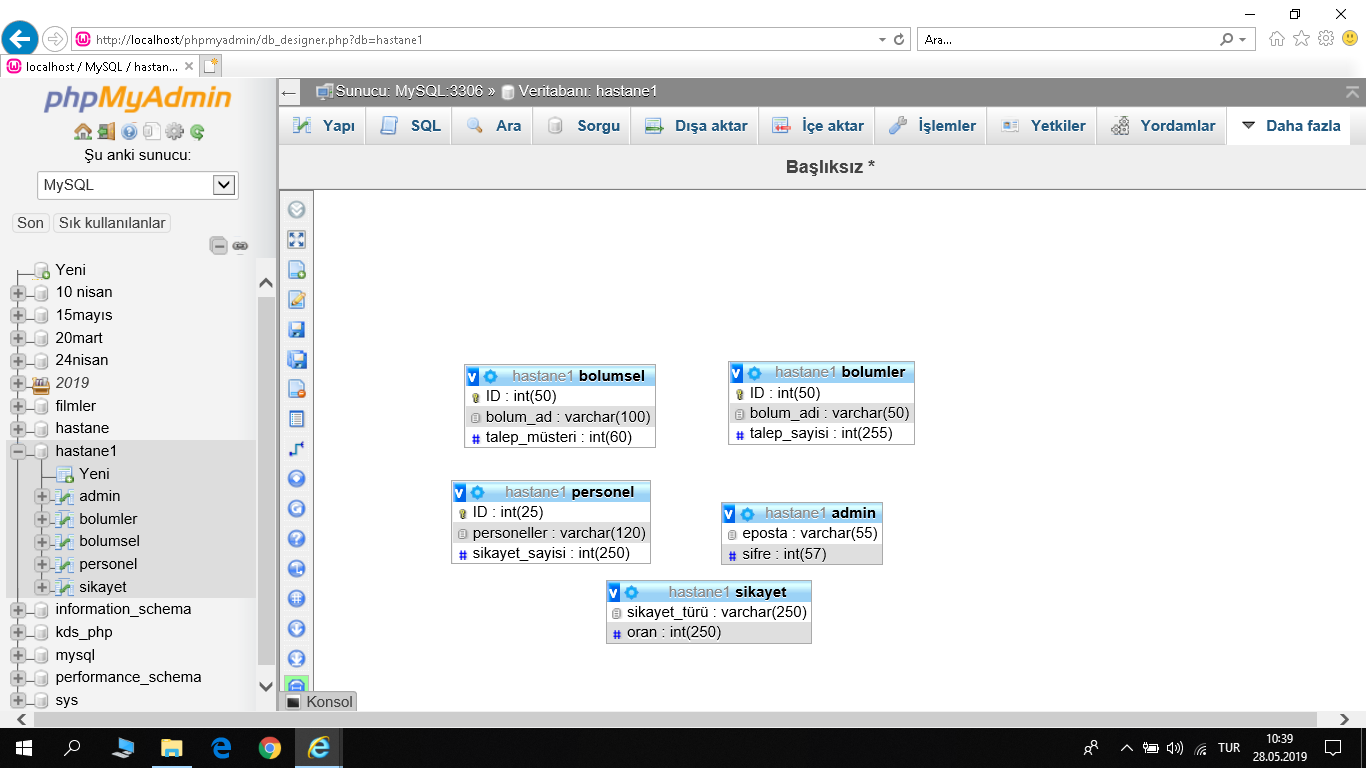 http://localhost/phpmyadmin/db_designer.php?db=hastane1
Ara...
localhost / MySQL / hastan...
phpMyAdmin
Şu anki sunucu:
MySQL
Son
Sık kullanılanlar
Yeni
10 nisan
15mayıs
20mart
24nisan
2019
filmler
hastane
hastane1
Yeni
admin
bolumler
bolumsel
personel
sikayet
information_schema
kds_php
mysql
performance_schema
sys
Sunucu: MySQL:3306 » Veritabanı: hastane1
Yapı
SQL
Ara
Sorgu
Dışa aktar
İçe aktar
İşlemler
Yetkiler
Yordamlar
Daha fazla
Başlıksız *
v hastane1 bolumsel
ID : int(50)
bolum_ad : varchar(100)
# talep_müsteri : int(60)
v hastane1 bolumler
ID : int(50)
bolum_adi : varchar(50)
# talep_sayisi : int(255)
v hastane1 personel
ID : int(25)
personeller : varchar(120)
# sikayet_sayisi : int(250)
v hastane1 admin
eposta : varchar(55)
# sifre : int(57)
v hastane1 sikayet
sikayet_türü : varchar(250)
# oran : int(250)
Konsol
TUR
10:39
28.05.2019